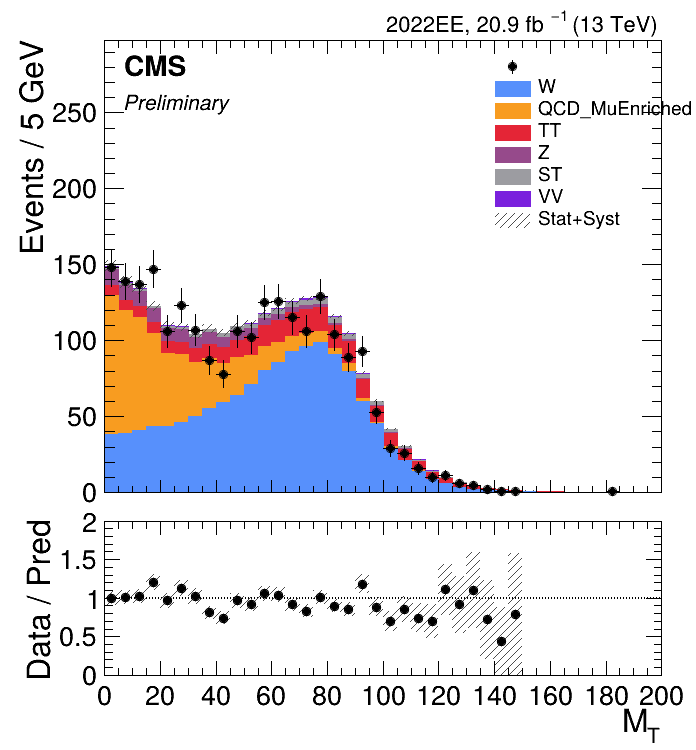 2022EE, 20.9 fb⁻¹ (13 TeV)
CMS
Preliminary
W
QCD_MuEnriched
TT
Z
ST
VV
Stat+Syst
Events / 5 GeV
250
200
150
100
50
0
Data / Pred
2
1.5
1
0.5
0
0 20 40 60 80 100 120 140 160 180 200
M_T